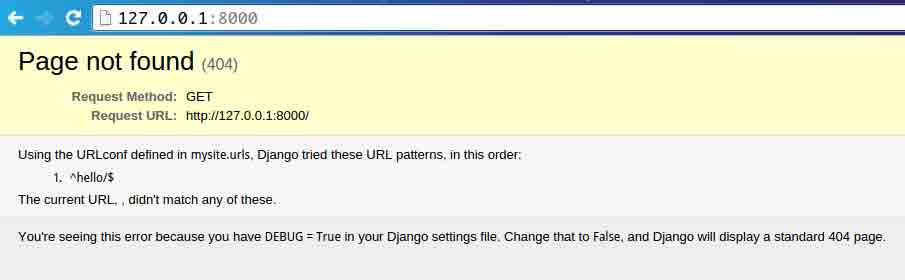 127.0.0.1:8000
Page not found (404)
Request Method: GET
Request URL: http://127.0.0.1:8000/
Using the URLconf defined in mysite.urls, Django tried these URL patterns, in this order:
1. ^hello/$
The current URL, , didn't match any of these.
You're seeing this error because you have DEBUG = True in your Django settings file. Change that to False, and Django will display a standard 404 page.